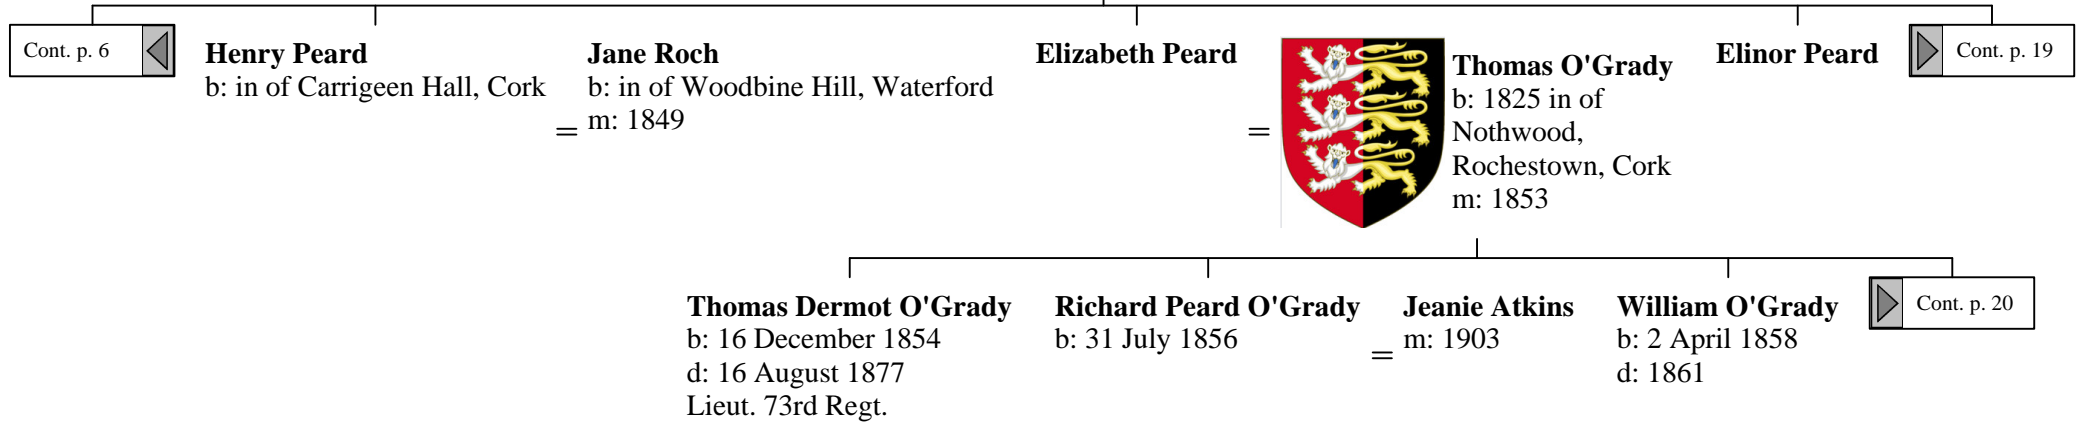 Cont. p. 6
Henry Peard
b: in of Carrigeen Hall, Cork
=
Jane Roch
b: in of Woodbine Hill, Waterford
m: 1849
Elizabeth Peard
=
Thomas O'Grady
b: 1825 in of
Nothwood,
Rochestown, Cork
m: 1853
Elinor Peard
Cont. p. 19
Thomas Dermot O'Grady
b: 16 December 1854
d: 16 August 1877
Lieut. 73rd Regt.
Richard Peard O'Grady
b: 31 July 1856
=
Jeanie Atkins
m: 1903
William O'Grady
b: 2 April 1858
d: 1861
Cont. p. 20